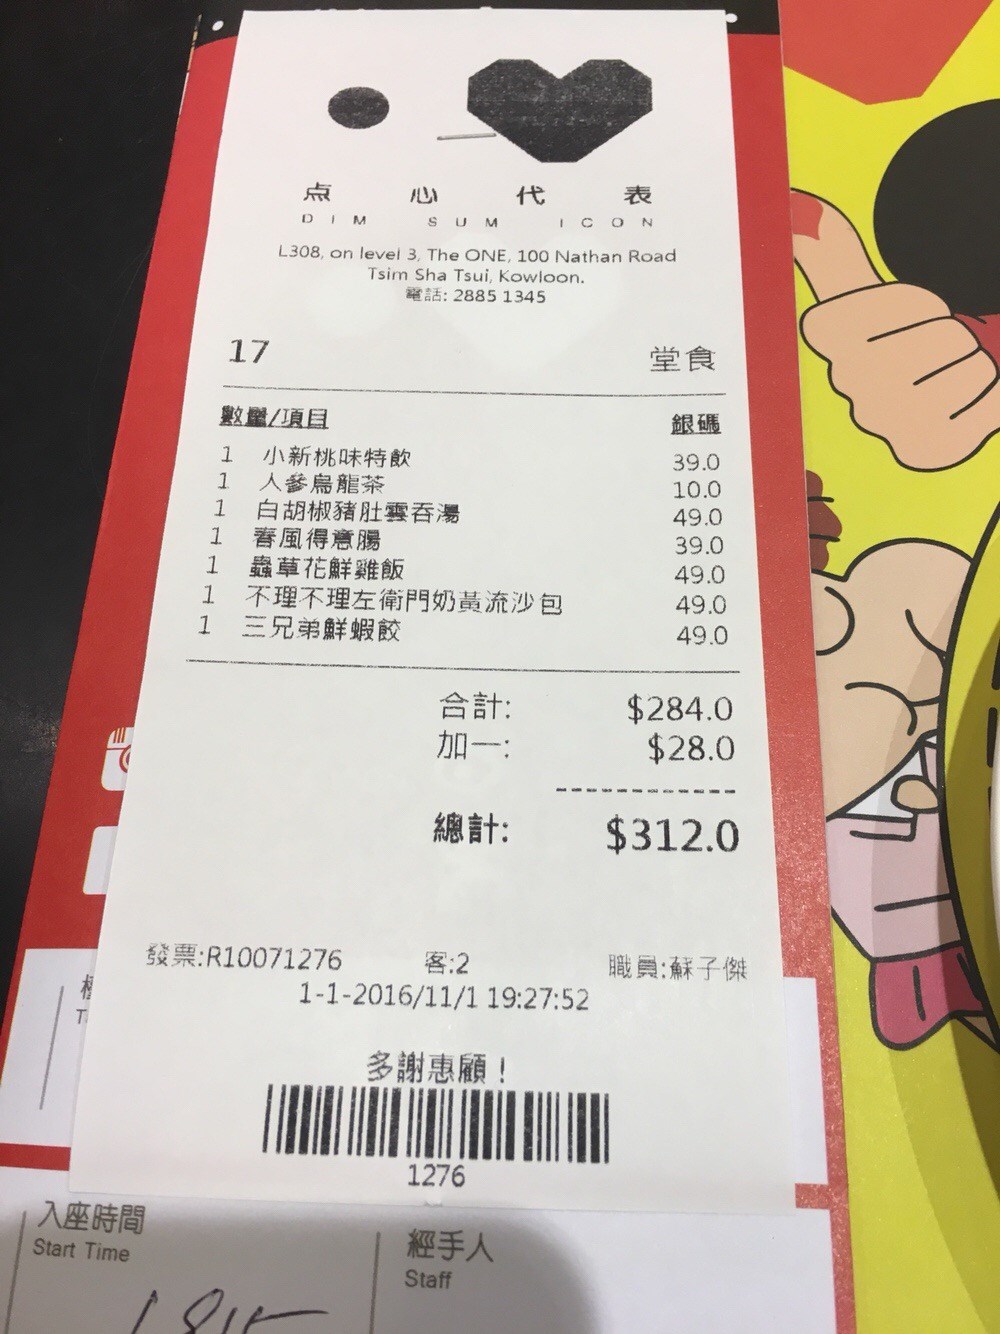 点心代表
DIM SUM ICON
L308, on level 3, The ONE, 100 Nathan Road
Tsim Sha Tsui, Kowloon.
電話: 2885 1345
17 堂食
數量/項目 銀碼
1 小新桃味特飲 39.0
1 人參烏龍茶 10.0
1 白胡椒豬肚雲吞湯 49.0
1 春風得意腸 39.0
1 蟲草花鮮雞飯 49.0
1 不理不理左衛門奶黃流沙包 49.0
1 三兄弟鮮蝦餃 49.0
合計: $284.0
加一: $28.0
總計: $312.0
發票:R10071276 客:2 職員:蘇子傑
1-1-2016/11/1 19:27:52
多謝惠顧！
1276
入座時間 經手人
Start Time Staff
1815